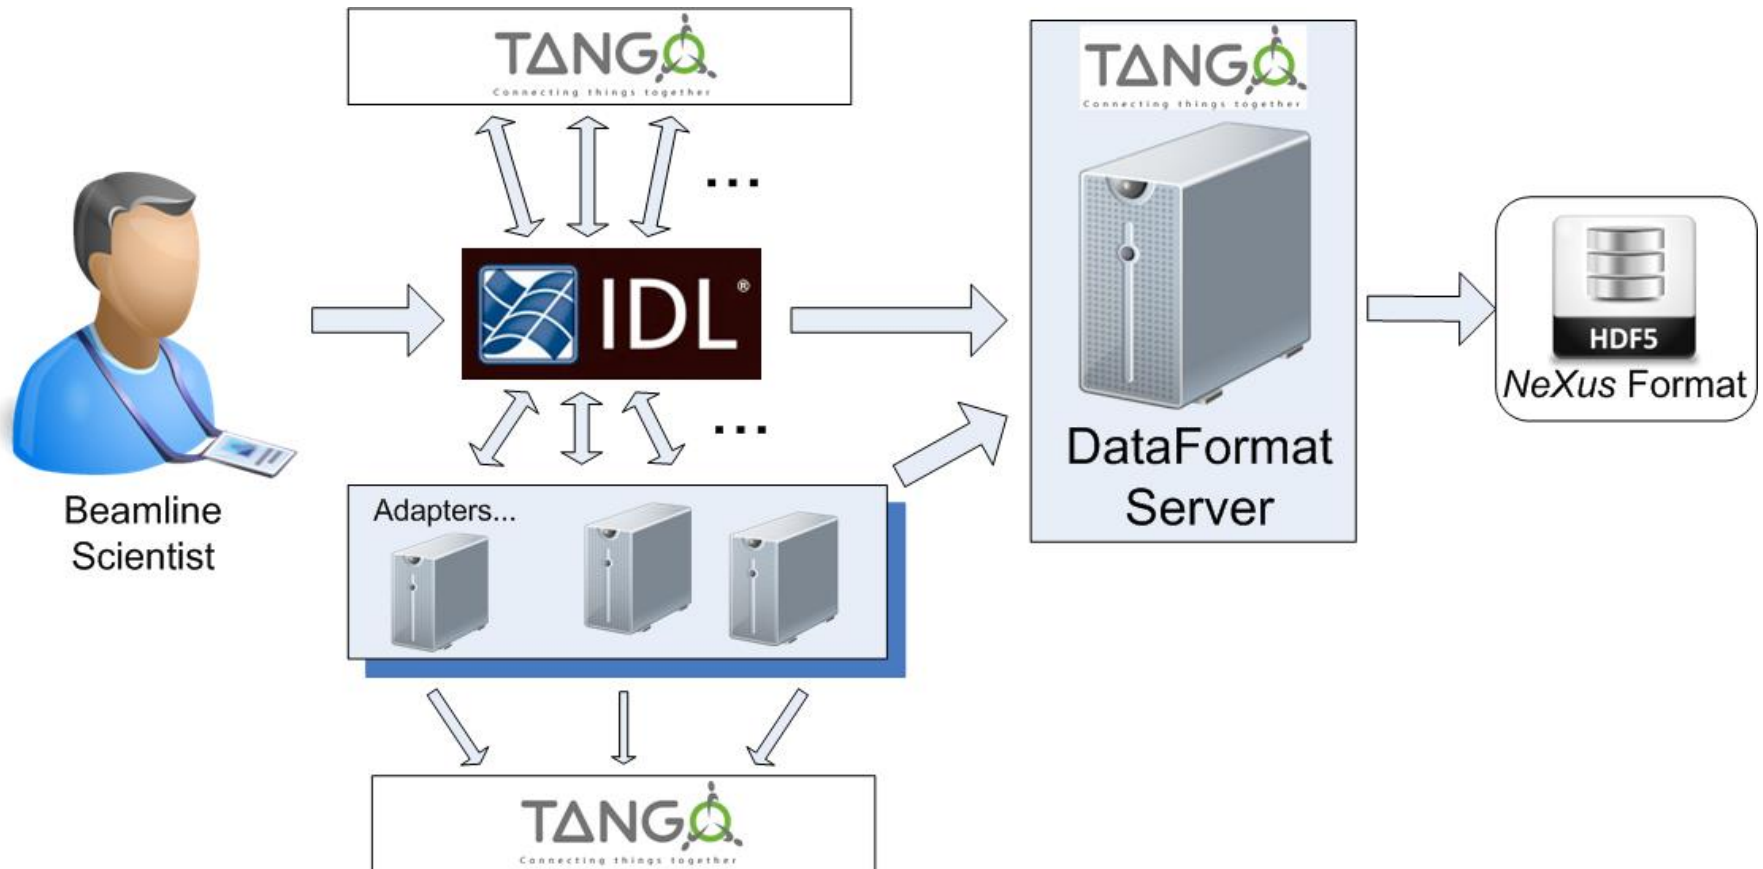 TANGO
Connecting things together
...
IDL®
...
Beamline
Scientist
Adapters...
TANGO
Connecting things together
TANGO
Connecting things together
DataFormat
Server
HDF5
NeXus Format